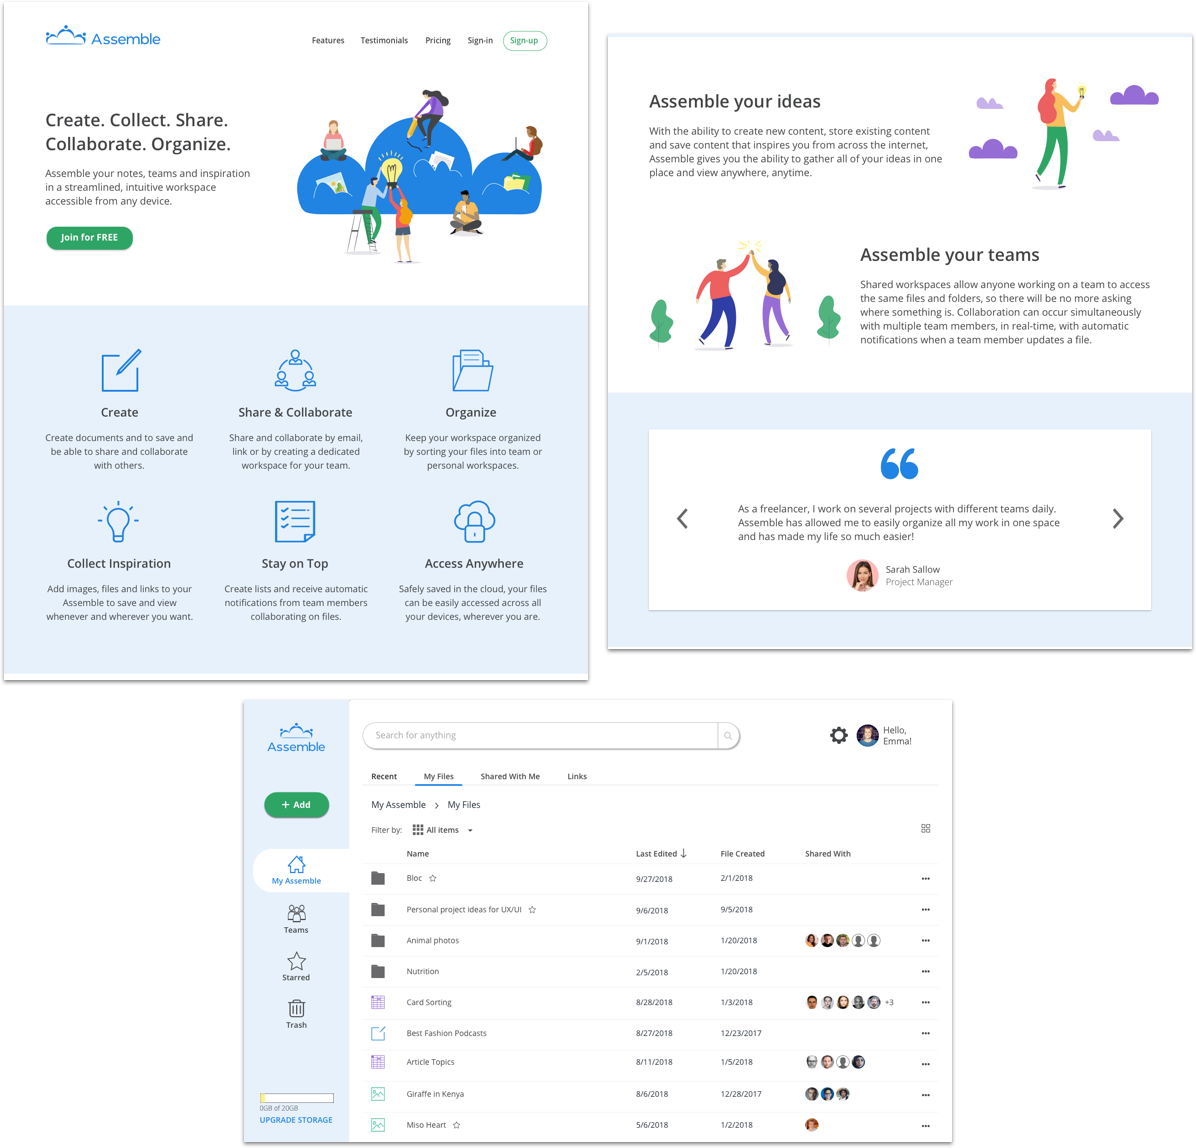 Assemble
Features Testimonials Pricing Sign-in Sign-up
Create. Collect. Share.
Collaborate. Organize.
Assemble your notes, teams and inspiration
in a streamlined, intuitive workspace
accessible from any device.
Join for FREE
Create
Create documents and to save and
be able to share and collaborate
with others.
Share & Collaborate
Share and collaborate by email,
link or by creating a dedicated
workspace for your team.
Organize
Keep your workspace organized
by sorting your files into team or
personal workspaces.
Collect Inspiration
Add images, files and links to your
Assemble to save and view
whenever and wherever you want.
Stay on Top
Create lists and receive automatic
notifications from team members
collaborating on files.
Access Anywhere
Safely saved in the cloud, your files
can be easily accessed across all
your devices, wherever you are.
Assemble your ideas
With the ability to create new content, store existing content
and save content that inspires you from across the internet,
Assemble gives you the ability to gather all of your ideas in one
place and view anywhere, anytime.
Assemble your teams
Shared workspaces allow anyone working on a team to access
the same files and folders, so there will be no more asking
where something is. Collaboration can occur simultaneously
with multiple team members, in real-time, with automatic
notifications when a team member updates a file.
As a freelancer, I work on several projects with different teams daily.
Assemble has allowed me to easily organize all my work in one space
and has made my life so much easier!
Sarah Sallow
Project Manager
Assemble
+ Add
My Assemble
Teams
Starred
Trash
0GB of 20GB
UPGRADE STORAGE
Search for anything
Hello,
Emma!
Recent My Files Shared With Me Links
My Assemble > My Files
Filter by: All items
Name Last Edited ↓ File Created Shared With
Bloc 9/27/2018 2/1/2018
Personal project ideas for UX/UI 9/6/2018 9/5/2018
Animal photos 9/1/2018 1/20/2018
Nutrition 2/5/2018 1/20/2018
Card Sorting 8/28/2018 1/3/2018 +3
Best Fashion Podcasts 8/27/2018 12/23/2017
Article Topics 8/11/2018 1/5/2018
Giraffe in Kenya 8/6/2018 12/28/2017
Miso Heart 5/6/2018 1/2/2018